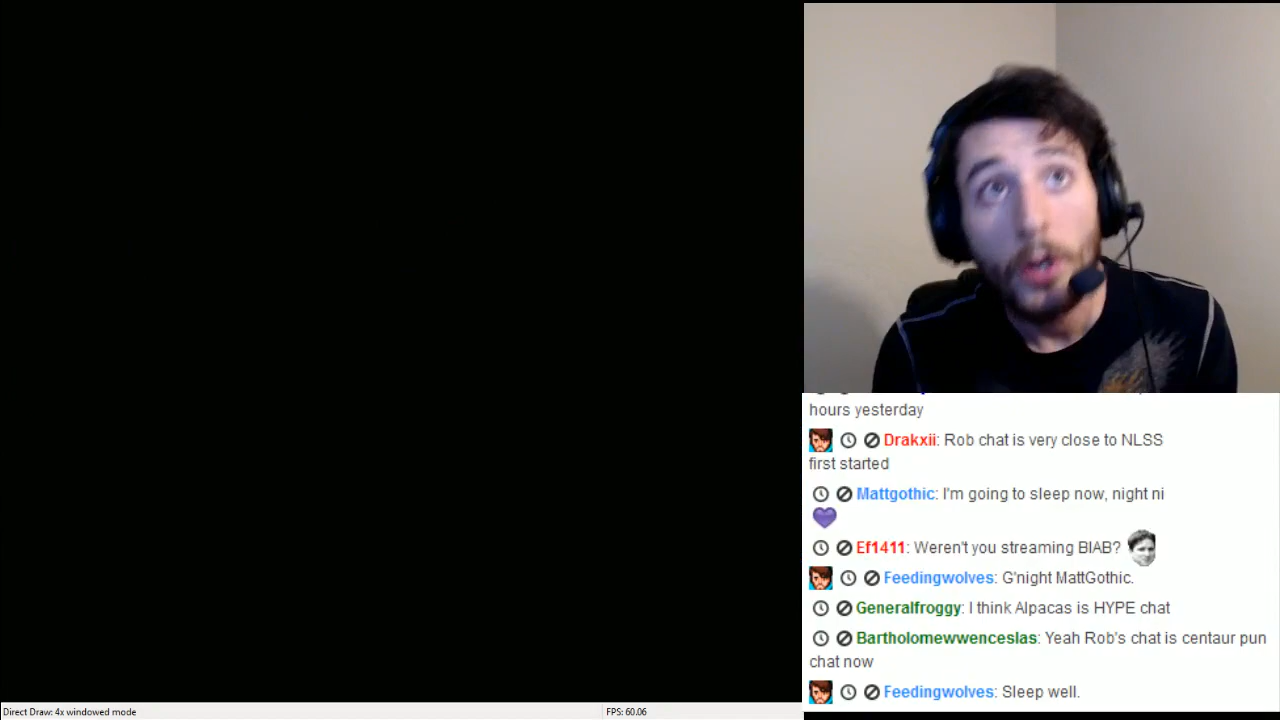 hours yesterday
Drakxii: Rob chat is very close to NLSS
first started
Mattgothic: I'm going to sleep now, night ni
Ef1411: Weren't you streaming BIAB?
Feedingwolves: G'night MattGothic.
Generalfroggy: I think Alpacas is HYPE chat
Bartholomewwenceslas: Yeah Rob's chat is centaur pun
chat now
Feedingwolves: Sleep well.
Direct Draw: 4x windowed mode
FPS: 60.06